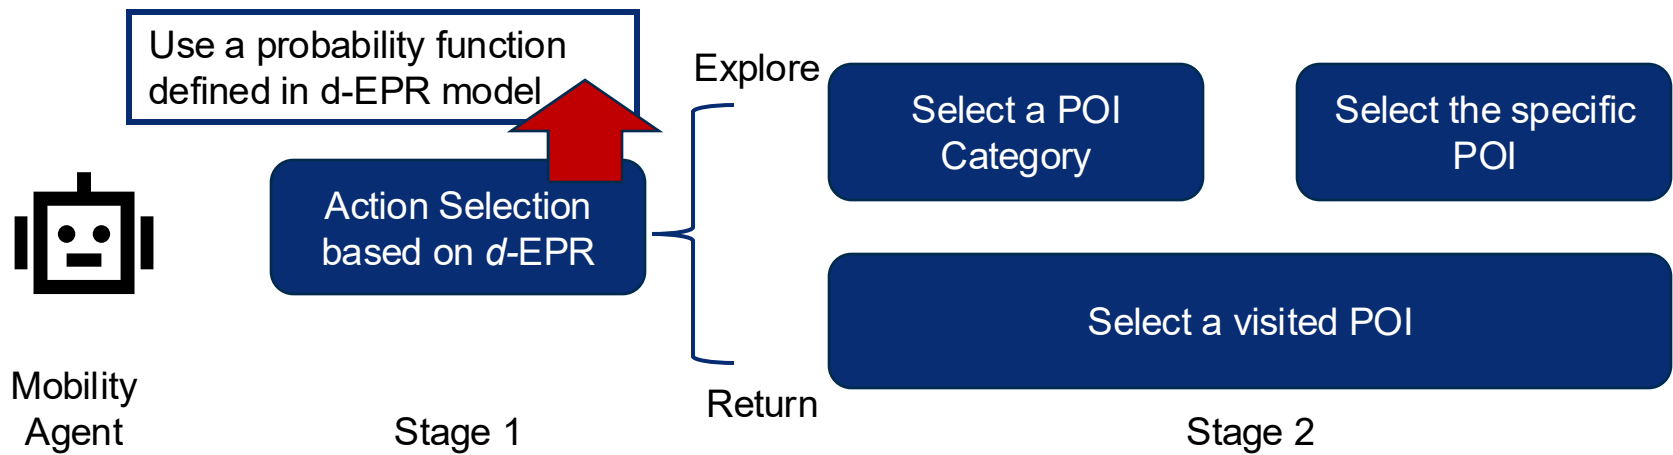 Use a probability function
defined in d-EPR model
Explore
Select a POI
Category
Select the specific
POI
Action Selection
based on d-EPR
Select a visited POI
Mobility
Agent
Return
Stage 1
Stage 2